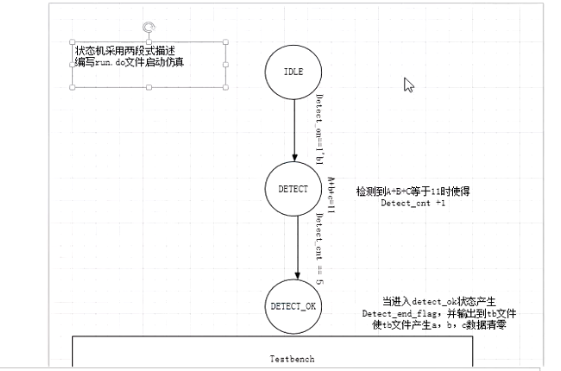 状态机采用两段式描述
编写run.do文件启动仿真
IDLE
Detect_on==1'b1
DETECT
A+b+c=11
检测到A+B+C等于11时使得
Detect_cnt +1
Detect_cnt == 5
DETECT_OK
当进入detect_ok状态产生
Detect_end_flag，并输出到tb文件
使tb文件产生a，b，c数据清零
Testbench